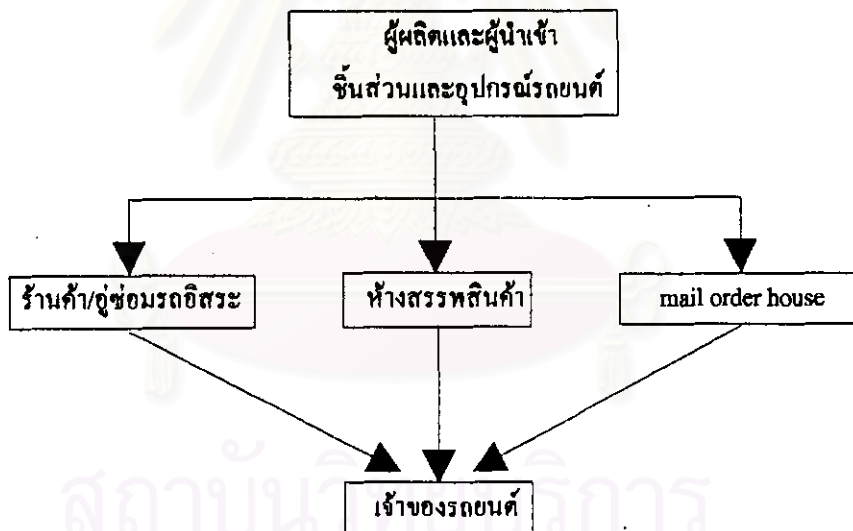 ผู้ผลิตและผู้นำเข้า
ชิ้นส่วนและอุปกรณ์รถยนต์
ร้านค้า/อู่ซ่อมรถอิสระ
ห้างสรรพสินค้า
mail order house
เจ้าของรถยนต์